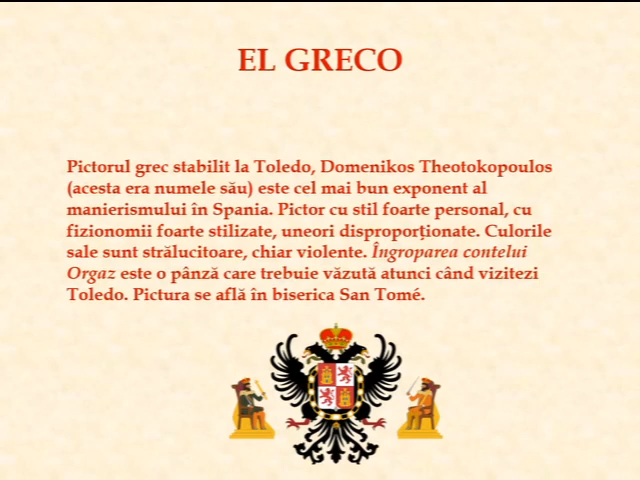 EL GRECO
Pictorul grec stabilit la Toledo, Domenikos Theotokopoulos
(acesta era numele său) este cel mai bun exponent al
manierismului în Spania. Pictor cu stil foarte personal, cu
fizionomii foarte stilizate, uneori disproporționate. Culorile
sale sunt strălucitoare, chiar violente. Îngroparea contelui
Orgaz este o pânză care trebuie văzută atunci când vizitezi
Toledo. Pictura se află în biserica San Tomé.